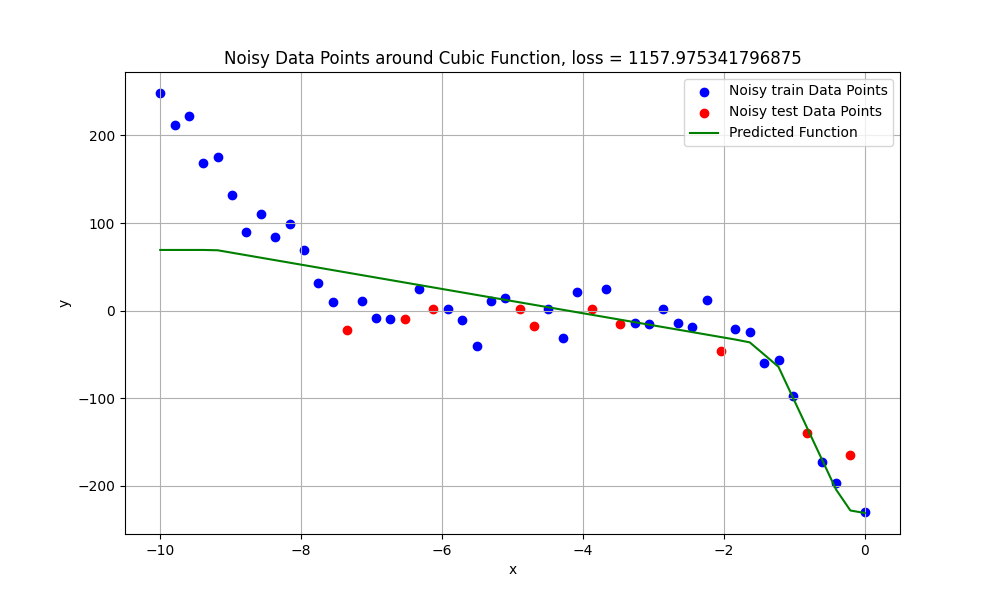 Noisy Data Points around Cubic Function, loss = 1157.975341796875
Noisy train Data Points
Noisy test Data Points
Predicted Function
200
100
0
−100
−200
y
−10 −8 −6 −4 −2 0
x